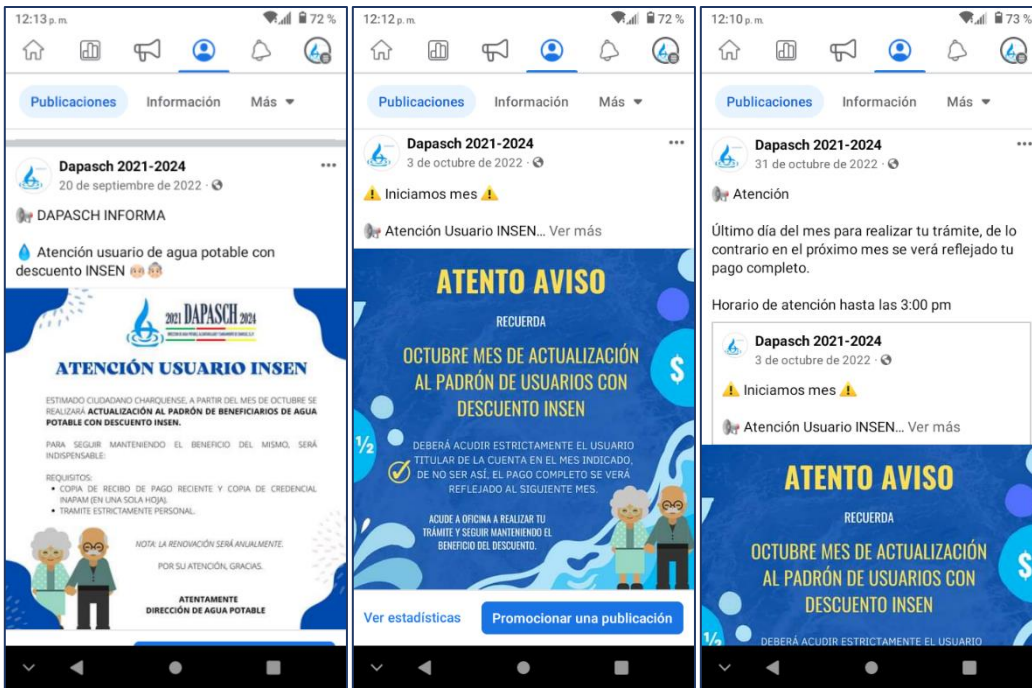 12:13 p. m.
72 %
Publicaciones
Información
Más
Dapasch 2021-2024
20 de septiembre de 2022
DAPASCH INFORMA
Atención usuario de agua potable con
descuento INSEN
2021 DAPASCH 2024
ATENCIÓN USUARIO INSEN
ESTIMADO CIUDADANO CHARQUENSE, A PARTIR DEL MES DE OCTUBRE SE
REALIZARÁ ACTUALIZACIÓN AL PADRÓN DE BENEFICIARIOS DE AGUA
POTABLE CON DESCUENTO INSEN.
PARA SEGUIR MANTENIENDO EL BENEFICIO DEL MISMO, SERÁ
INDISPENSABLE:
REQUISITOS:
• COPIA DE RECIBO DE PAGO RECIENTE Y COPIA DE CREDENCIAL
INAPAM (EN UNA SOLA HOJA).
• TRAMITE ESTRICTAMENTE PERSONAL.
NOTA: LA RENOVACIÓN SERÁ ANUALMENTE.
POR SU ATENCIÓN, GRACIAS.
ATENTAMENTE
DIRECCIÓN DE AGUA POTABLE
12:12 p. m.
72 %
Publicaciones
Información
Más
Dapasch 2021-2024
3 de octubre de 2022
Iniciamos mes
Atención Usuario INSEN... Ver más
ATENTO AVISO
RECUERDA
OCTUBRE MES DE ACTUALIZACIÓN
AL PADRÓN DE USUARIOS CON
DESCUENTO INSEN
$
½
DEBERÁ ACUDIR ESTRICTAMENTE EL USUARIO
TITULAR DE LA CUENTA EN EL MES INDICADO,
DE NO SER ASÍ, EL PAGO COMPLETO SE VERÁ
REFLEJADO AL SIGUIENTE MES.
ACUDE A OFICINA A REALIZAR TU
TRÁMITE Y SEGUIR MANTENIENDO EL
BENEFICIO DEL DESCUENTO.
Ver estadísticas
Promocionar una publicación
12:10 p. m.
73 %
Publicaciones
Información
Más
Dapasch 2021-2024
31 de octubre de 2022
Atención
Último día del mes para realizar tu trámite, de lo
contrario en el próximo mes se verá reflejado tu
pago completo.
Horario de atención hasta las 3:00 pm
Dapasch 2021-2024
3 de octubre de 2022
Iniciamos mes
Atención Usuario INSEN... Ver más
ATENTO AVISO
RECUERDA
OCTUBRE MES DE ACTUALIZACIÓN
AL PADRÓN DE USUARIOS CON
DESCUENTO INSEN
$
½
DEBERÁ ACUDIR ESTRICTAMENTE EL USUARIO